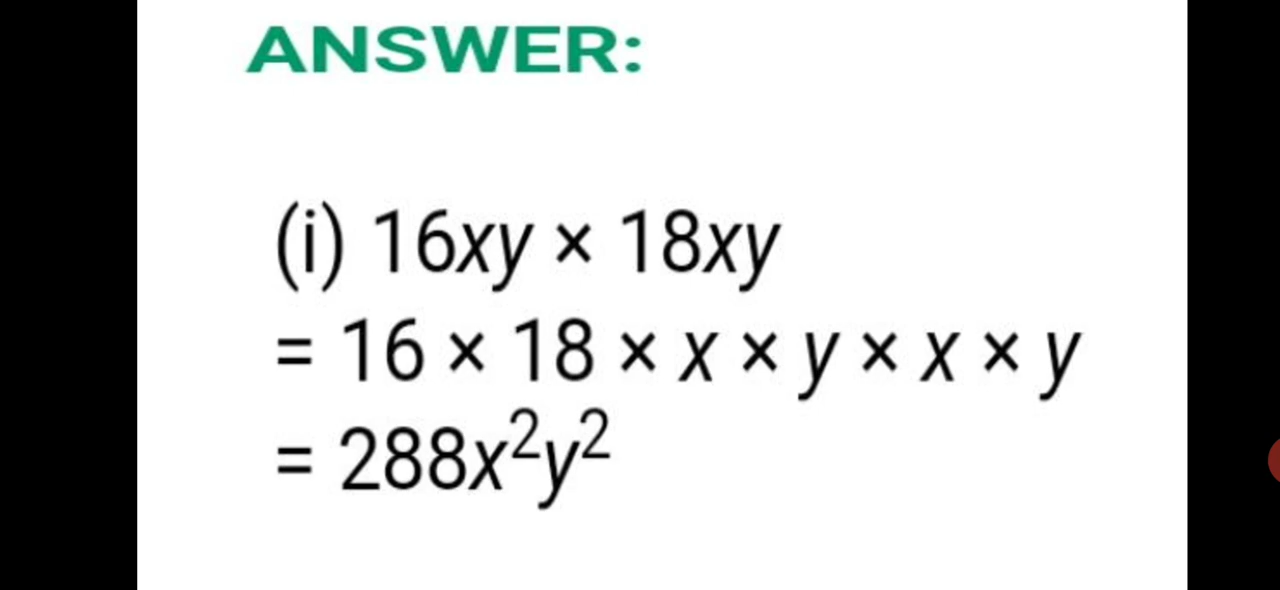 ANSWER:
(i) 16xy × 18xy
= 16 × 18 × x × y × x × y
= 288x²y²